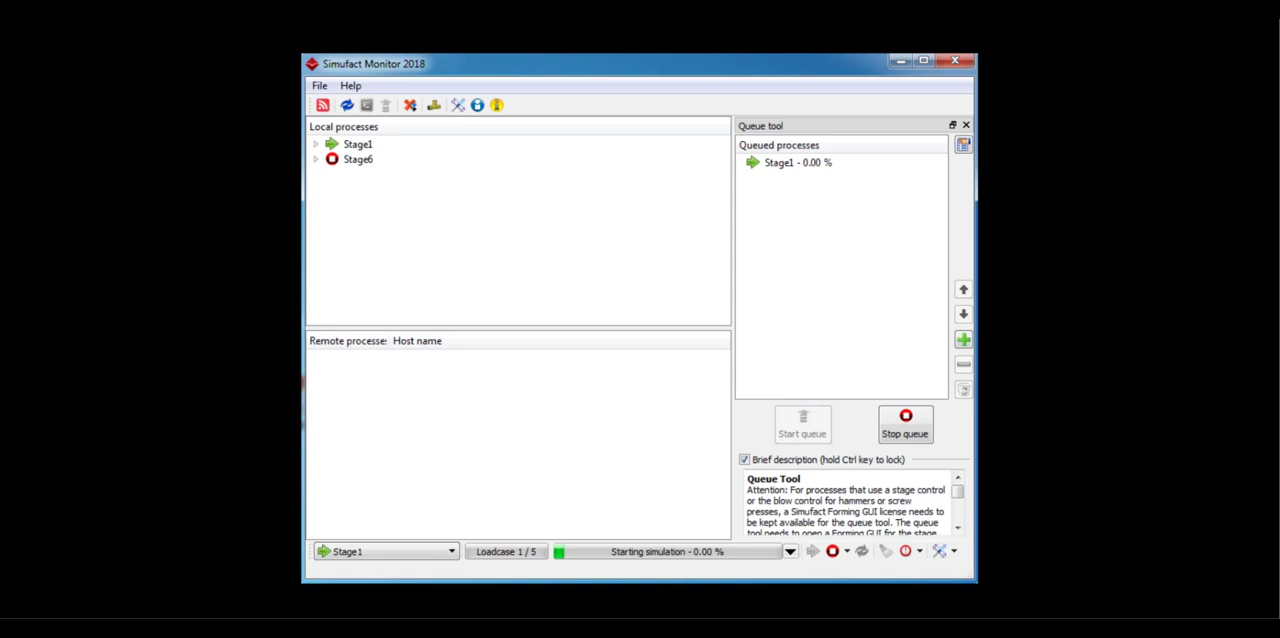 Simufact Monitor 2018
File Help
Local processes
Stage1
Stage6
Remote processe: Host name
Queue tool
Queued processes
Stage1 - 0.00 %
Start queue
Stop queue
Brief description (hold Ctrl key to lock)
Queue Tool
Attention: For processes that use a stage control
or the blow control for hammers or screw
presses, a Simufact Forming GUI license needs to
be kept available for the queue tool. The queue
tool needs to open a Forming GUI for the stage
Stage1
Loadcase 1 / 5
Starting simulation - 0.00 %